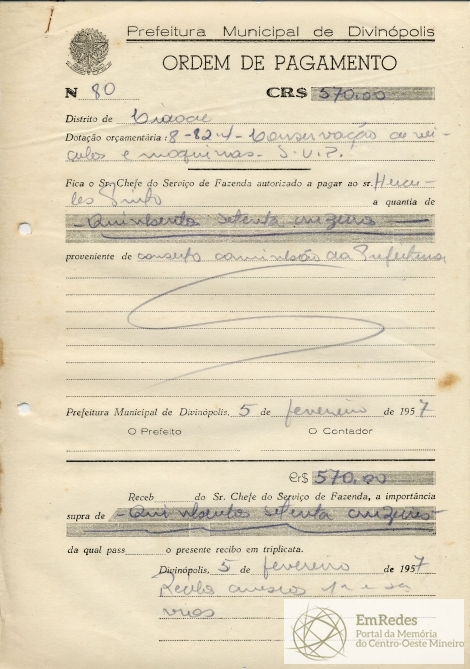 Prefeitura Municipal de Divinópolis
ORDEM DE PAGAMENTO
N 80 CR$ 570,00
Distrito de Cidade
Dotação orçamentária: 8-82-4 - Conservação de vei-
culos e maquinas - S.V.P.
Fica o Sr. Chefe do Serviço de Fazenda autorizado a pagar ao sr. Hercu-
les Pinto a quantia de
- Quinhentos setenta cruzeiros -
proveniente de conserto caminhão da Prefeitura
Prefeitura Municipal de Divinópolis, 5 de fevereiro de 1957
O Prefeito O Contador
Cr$ 570,00
Receb do Sr. Chefe do Serviço de Fazenda, a importância
supra de - Quinhentos setenta cruzeiros -
da qual pass o presente recibo em triplicata.
Divinópolis, 5 de fevereiro de 1957
Recibo anexo
EmRedes
Portal da Memória
do Centro-Oeste Mineiro